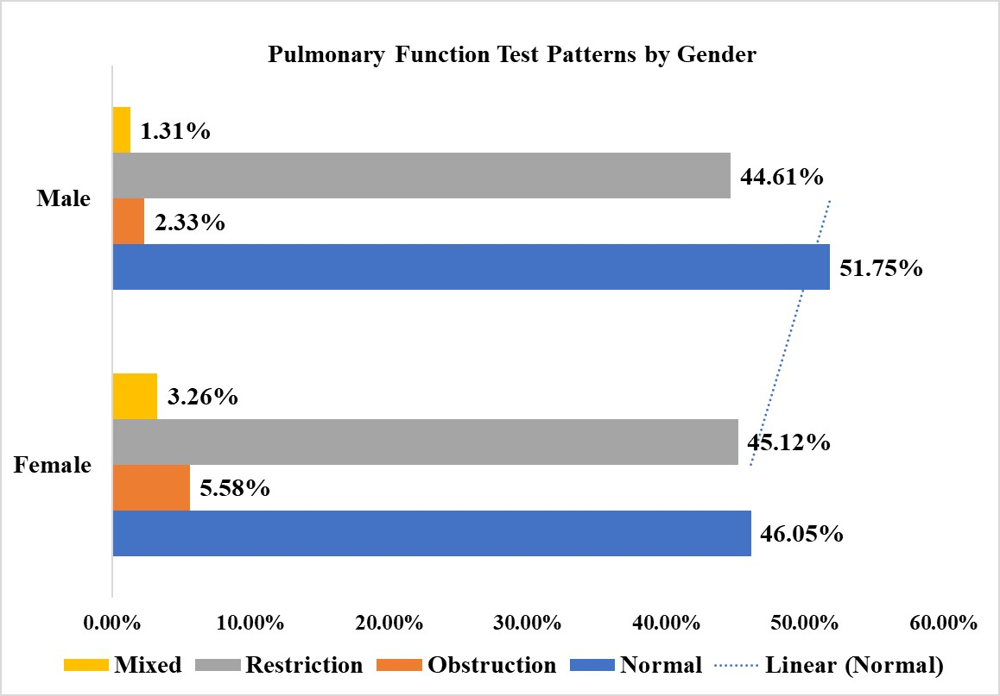 Pulmonary Function Test Patterns by Gender
1.31%
44.61%
Male
2.33%
51.75%
3.26%
45.12%
Female
5.58%
46.05%
0.00% 10.00% 20.00% 30.00% 40.00% 50.00% 60.00%
Mixed Restriction Obstruction Normal Linear (Normal)